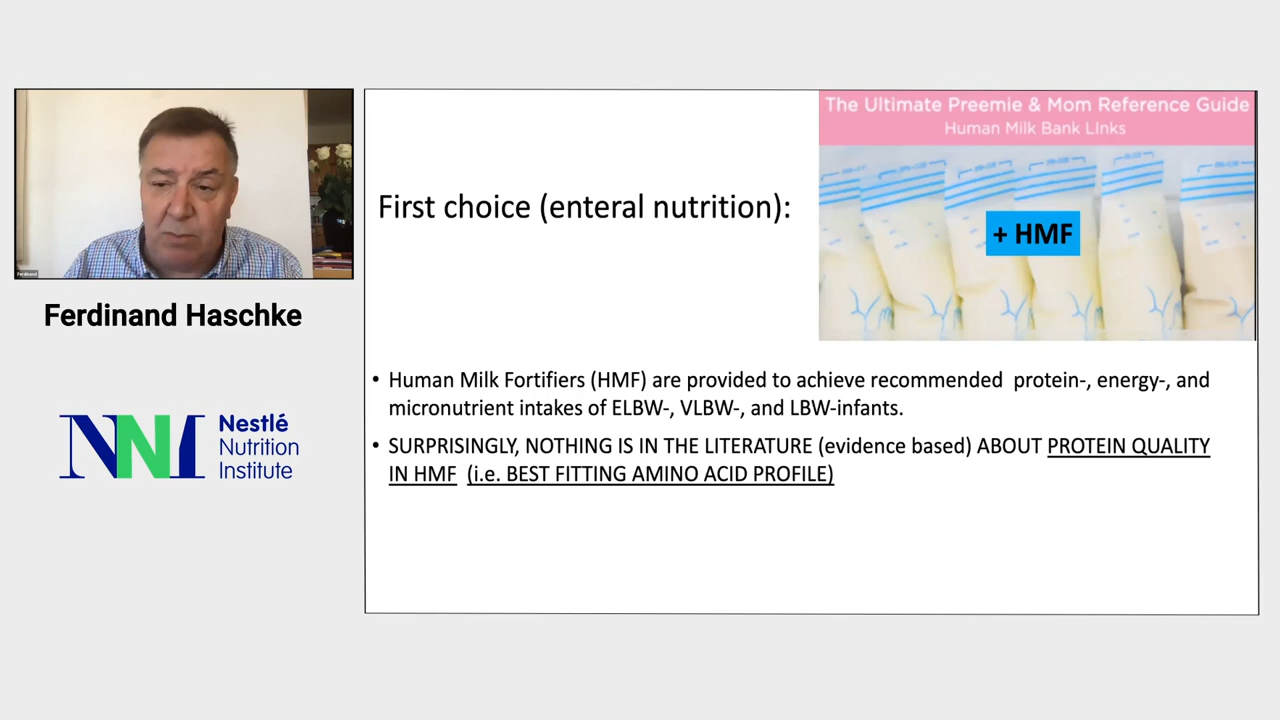 Ferdinand
Ferdinand Haschke
NNI
Nestlé
Nutrition
Institute
The Ultimate Preemie & Mom Reference Guide
Human Milk Bank LInks
First choice (enteral nutrition):
+ HMF
• Human Milk Fortifiers (HMF) are provided to achieve recommended protein-, energy-, and
micronutrient intakes of ELBW-, VLBW-, and LBW-infants.
• SURPRISINGLY, NOTHING IS IN THE LITERATURE (evidence based) ABOUT PROTEIN QUALITY
IN HMF (i.e. BEST FITTING AMINO ACID PROFILE)